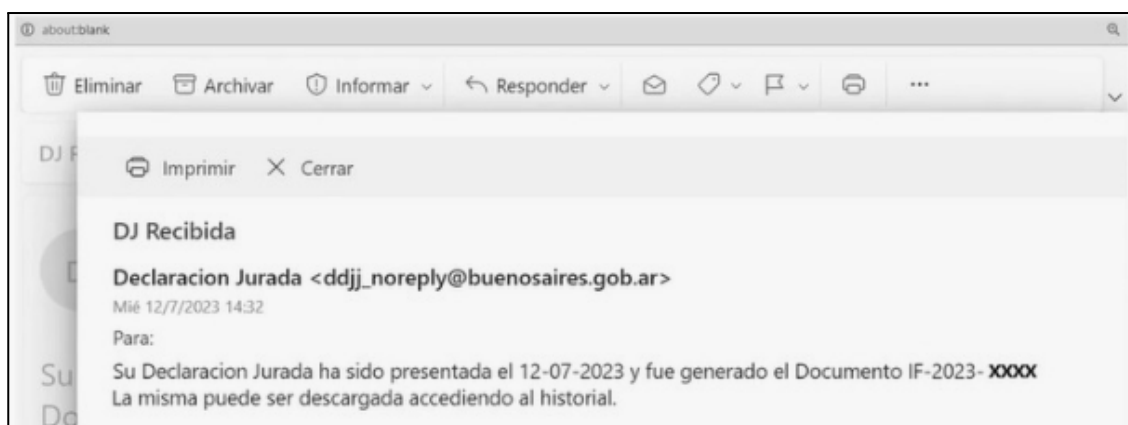 about:blank
Eliminar Archivar Informar Responder ...
DJ R
Imprimir Cerrar
DJ Recibida
Declaracion Jurada <ddjj_noreply@buenosaires.gob.ar>
Mié 12/7/2023 14:32
Para:
Su Declaracion Jurada ha sido presentada el 12-07-2023 y fue generado el Documento IF-2023- XXXX
La misma puede ser descargada accediendo al historial.
Su
Do